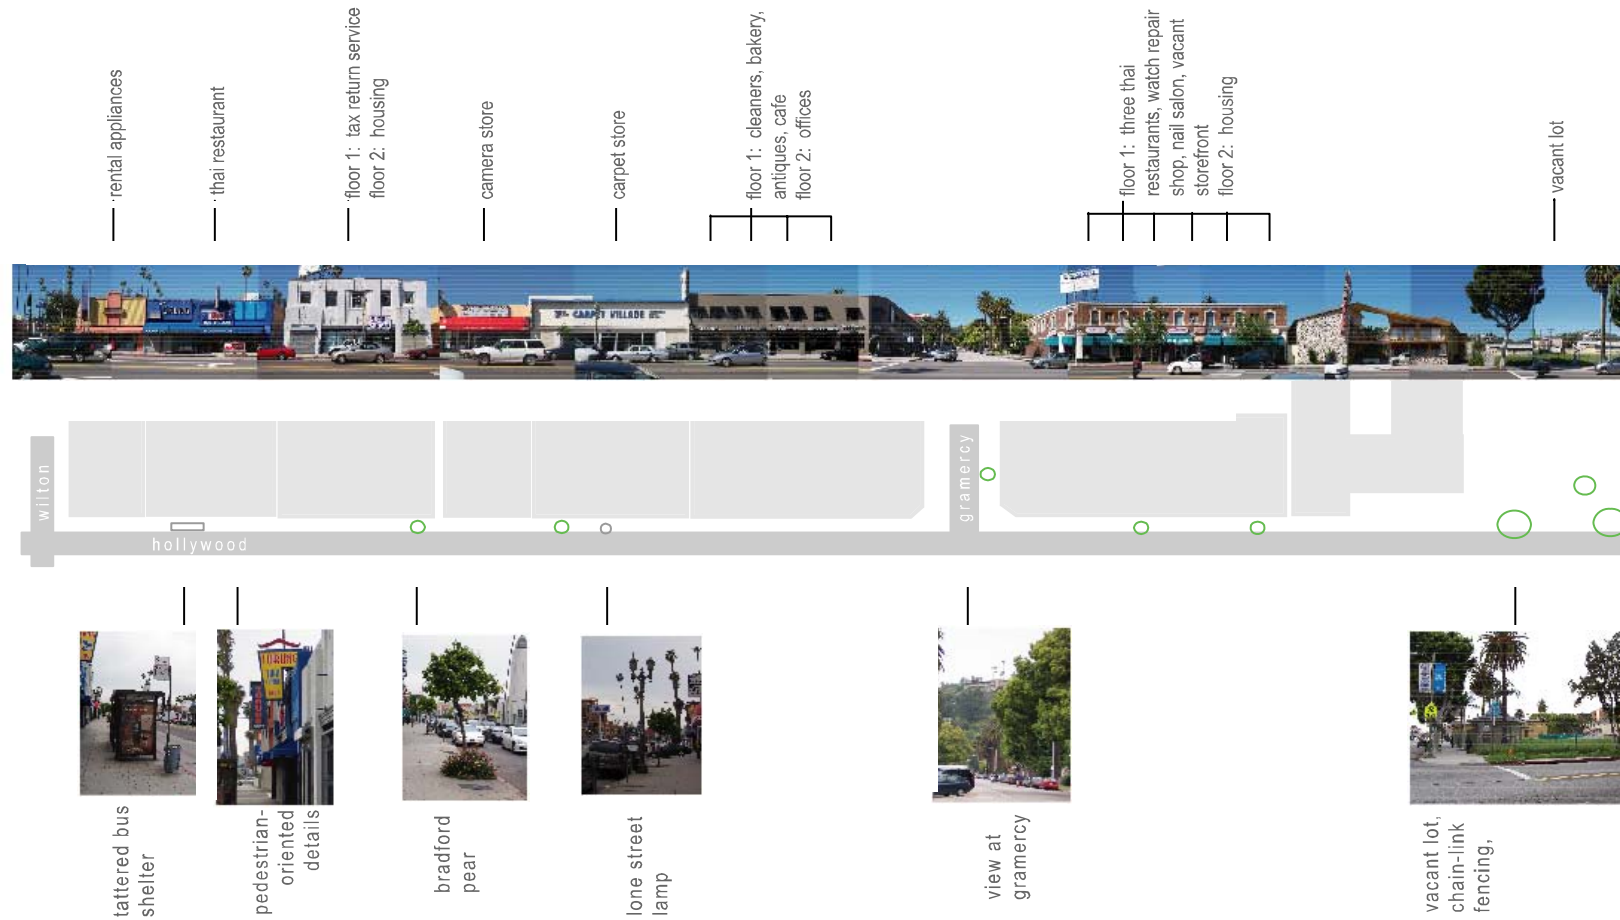 rental appliances
thai restaurant
floor 1: tax return service
floor 2: housing
camera store
carpet store
floor 1: cleaners, bakery,
antiques, cafe
floor 2: offices
floor 1: three thai
restaurants, watch repair
shop, nail salon, vacant
storefront
floor 2: housing
vacant lot
CARPET VILLAGE
wilton
gramercy
hollywood
tattered bus
shelter
pedestrian-
oriented
details
bradford
pear
lone street
lamp
view at
gramercy
vacant lot,
chain-link
fencing,